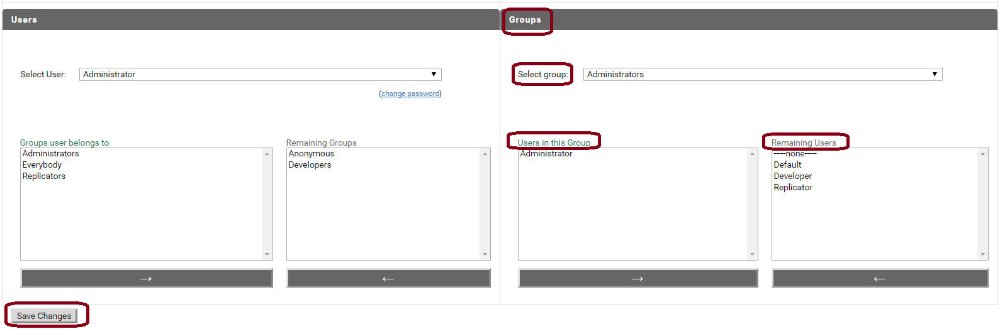 Users
Groups
Select User: Administrator ▼
Select group: Administrators ▼
(change password)
Groups user belongs to
Remaining Groups
Users in this Group
Remaining Users
Administrators
Everybody
Replicators
Anonymous
Developers
Administrator
-----none-----
Default
Developer
Replicator
→
←
→
←
Save Changes